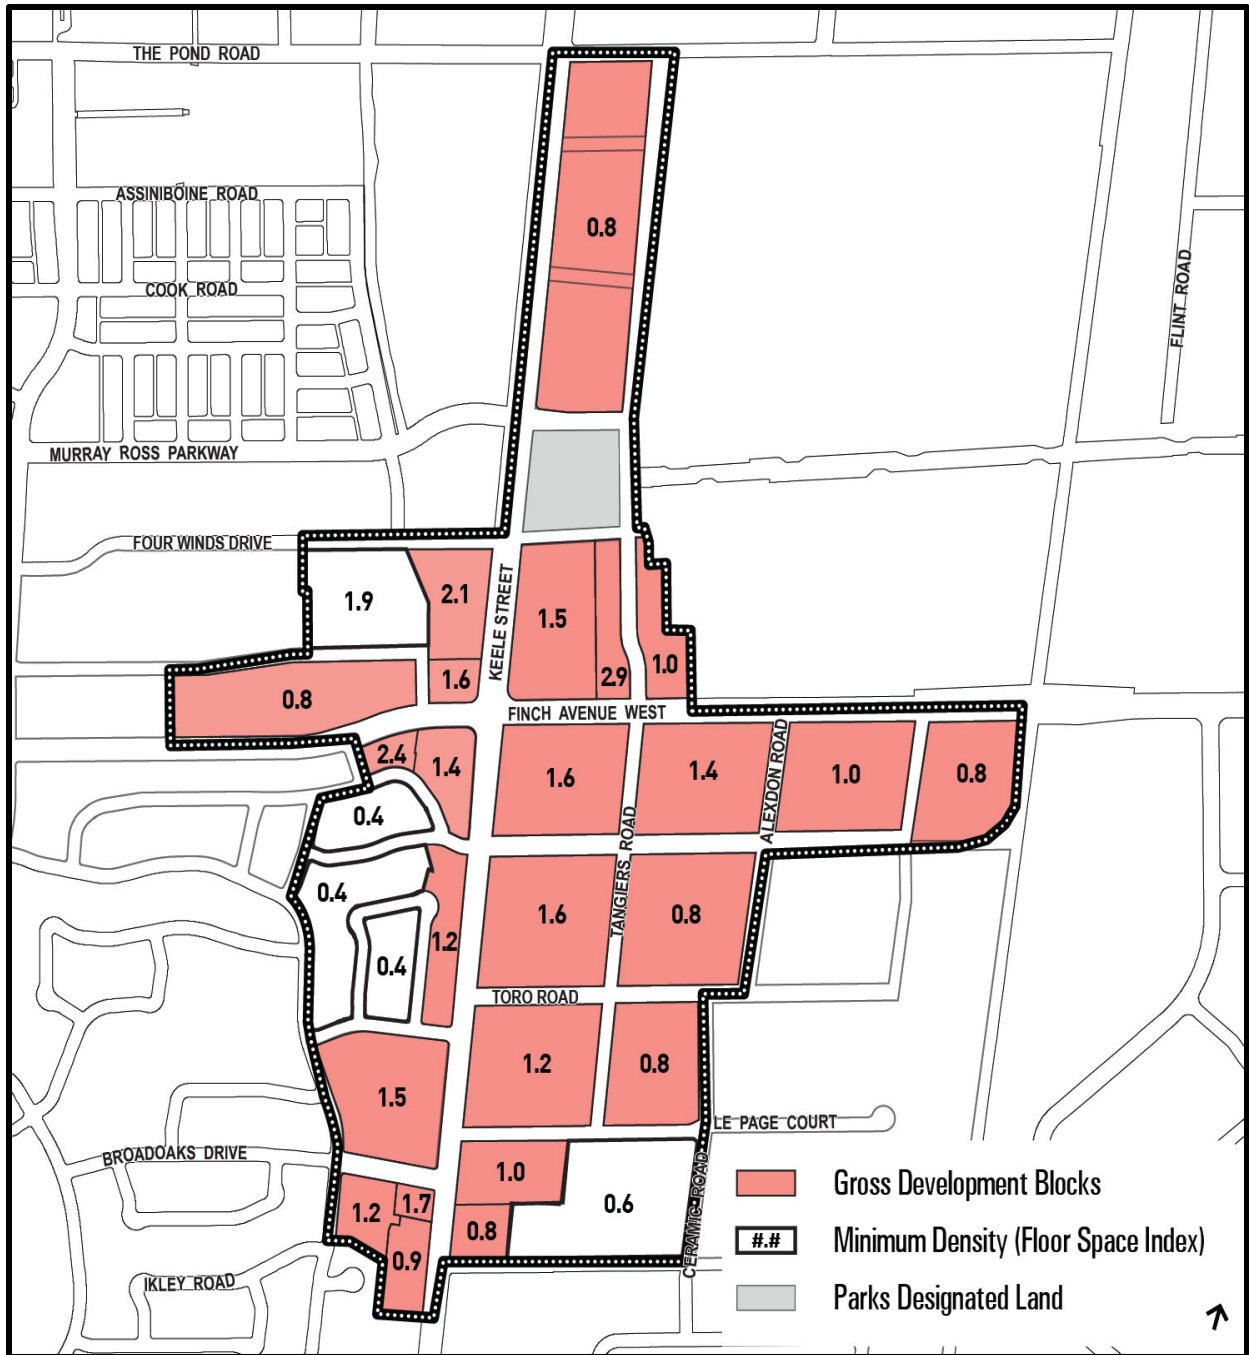 THE POND ROAD
ASSINIBOINE ROAD
0.8
COOK ROAD
FLINT ROAD
MURRAY ROSS PARKWAY
FOUR WINDS DRIVE
1.9
2.1
KEELE STREET
1.5
2.9
1.0
1.6
0.8
FINCH AVENUE WEST
2.4
1.4
1.6
1.4
ALEXDON ROAD
1.0
0.8
0.4
TANGIERS ROAD
0.4
1.2
1.6
0.8
0.4
TORO ROAD
1.5
1.2
0.8
LE PAGE COURT
BROADOAKS DRIVE
1.0
CERAMIC ROAD
Gross Development Blocks
1.2
1.7
0.8
0.6
#.# Minimum Density (Floor Space Index)
0.9
IKLEY ROAD
Parks Designated Land